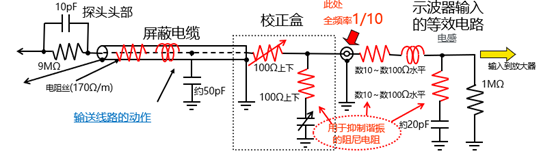 10pF
探头头部
9MΩ
屏蔽电缆
电阻丝(170Ω/m)
输送线路的动作
约50pF
校正盒
100Ω上下
100Ω上下
此处
全频率1/10
示波器输入
的等效电路
电感
数10~数100Ω水平
数10~数100Ω水平
用于抑制谐振
的阻尼电阻
约20pF
1MΩ
输入到放大器